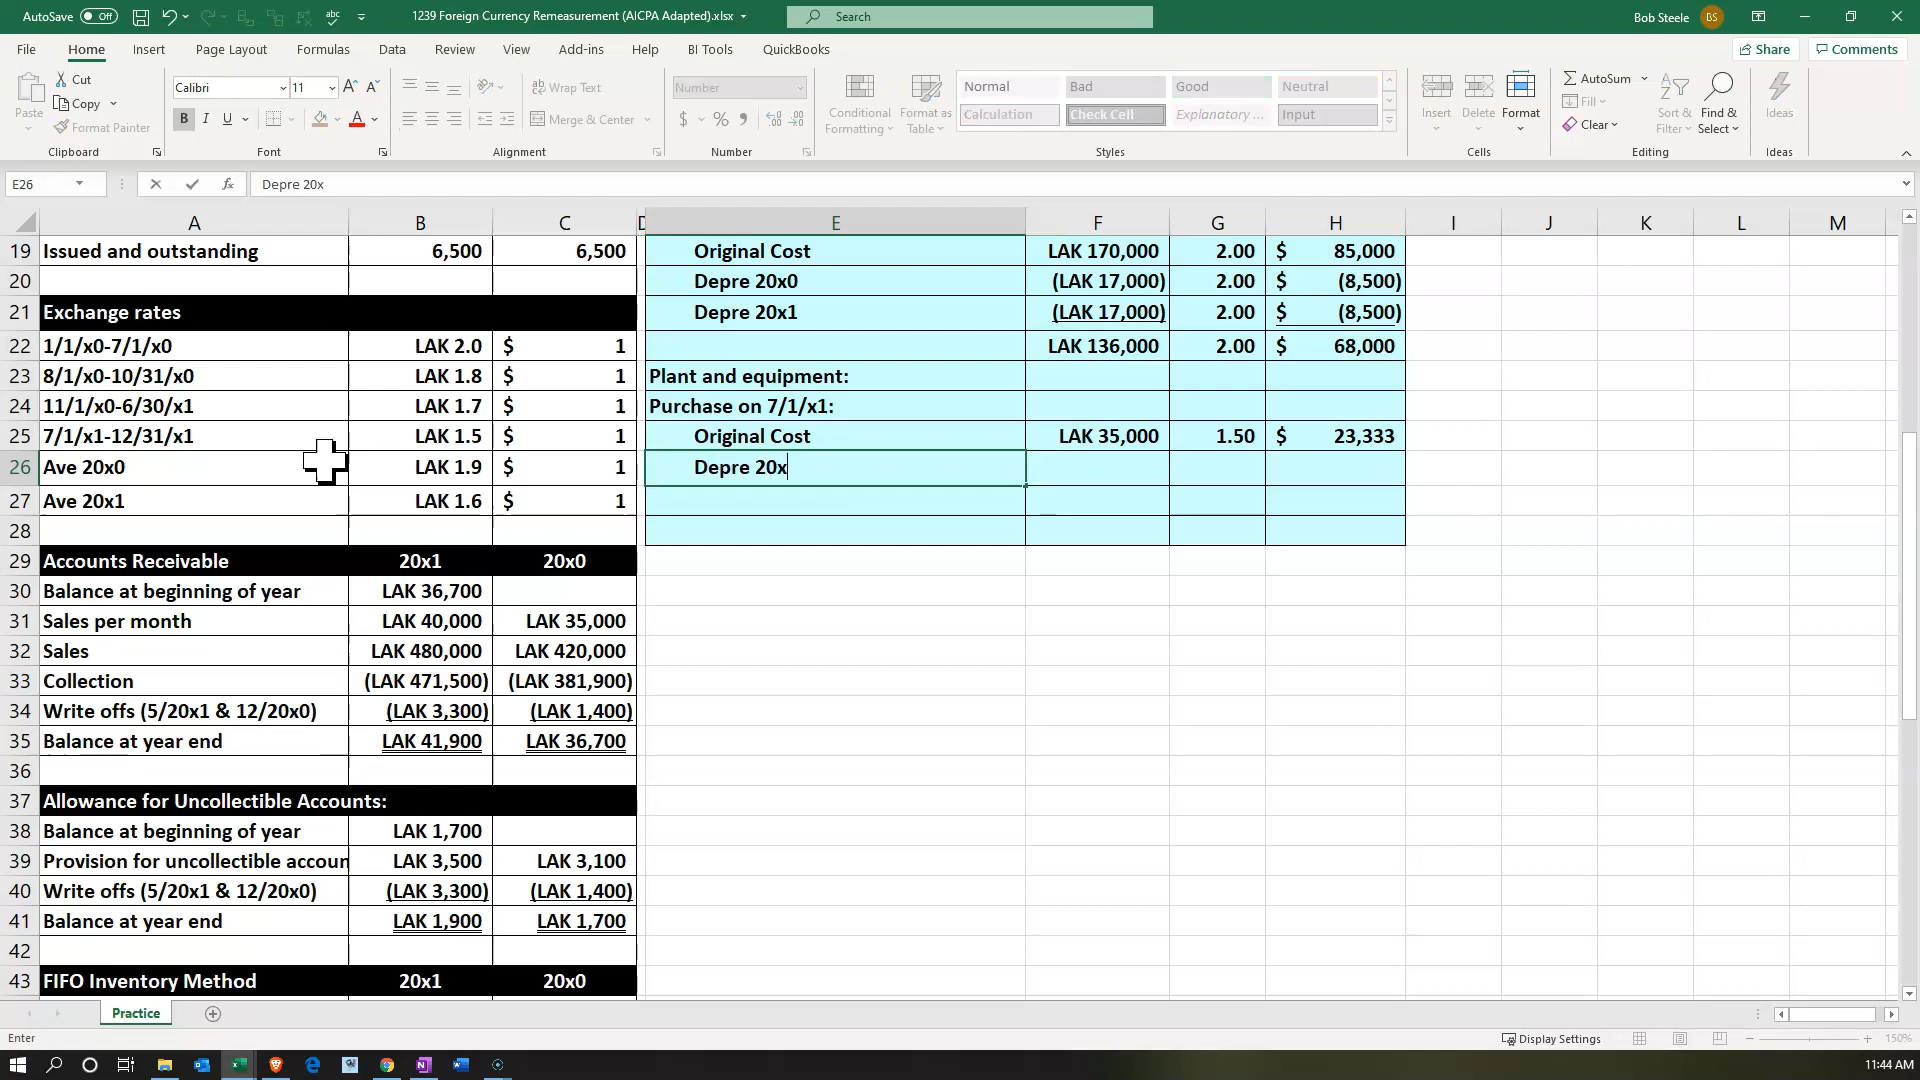 AutoSave Off abc 1239 Foreign Currency Remeasurement (AICPA Adapted).xlsx Search Bob Steele BS
File Home Insert Page Layout Formulas Data Review View Add-ins Help BI Tools QuickBooks Share Comments
Paste Cut Copy Format Painter Clipboard
Calibri 11 A A B I U A Font
Wrap Text Merge & Center Alignment
Number $ % 9 Number
Conditional Formatting Format as Table
Normal Bad Good Neutral
Calculation Check Cell Explanatory ... Input
Styles
Insert Delete Format Cells
AutoSum Fill Clear Sort & Filter Find & Select Editing
Ideas Ideas
E26 fx Depre 20x
A B C D E F G H I J K L M
19 Issued and outstanding 6,500 6,500 Original Cost LAK 170,000 2.00 $ 85,000
20 Depre 20x0 (LAK 17,000) 2.00 $ (8,500)
21 Exchange rates Depre 20x1 (LAK 17,000) 2.00 $ (8,500)
22 1/1/x0-7/1/x0 LAK 2.0 $ 1 LAK 136,000 2.00 $ 68,000
23 8/1/x0-10/31/x0 LAK 1.8 $ 1 Plant and equipment:
24 11/1/x0-6/30/x1 LAK 1.7 $ 1 Purchase on 7/1/x1:
25 7/1/x1-12/31/x1 LAK 1.5 $ 1 Original Cost LAK 35,000 1.50 $ 23,333
26 Ave 20x0 LAK 1.9 $ 1 Depre 20x
27 Ave 20x1 LAK 1.6 $ 1
28
29 Accounts Receivable 20x1 20x0
30 Balance at beginning of year LAK 36,700
31 Sales per month LAK 40,000 LAK 35,000
32 Sales LAK 480,000 LAK 420,000
33 Collection (LAK 471,500) (LAK 381,900)
34 Write offs (5/20x1 & 12/20x0) (LAK 3,300) (LAK 1,400)
35 Balance at year end LAK 41,900 LAK 36,700
36
37 Allowance for Uncollectible Accounts:
38 Balance at beginning of year LAK 1,700
39 Provision for uncollectible accoun LAK 3,500 LAK 3,100
40 Write offs (5/20x1 & 12/20x0) (LAK 3,300) (LAK 1,400)
41 Balance at year end LAK 1,900 LAK 1,700
42
43 FIFO Inventory Method 20x1 20x0
Practice
Enter Display Settings 150%
11:44 AM